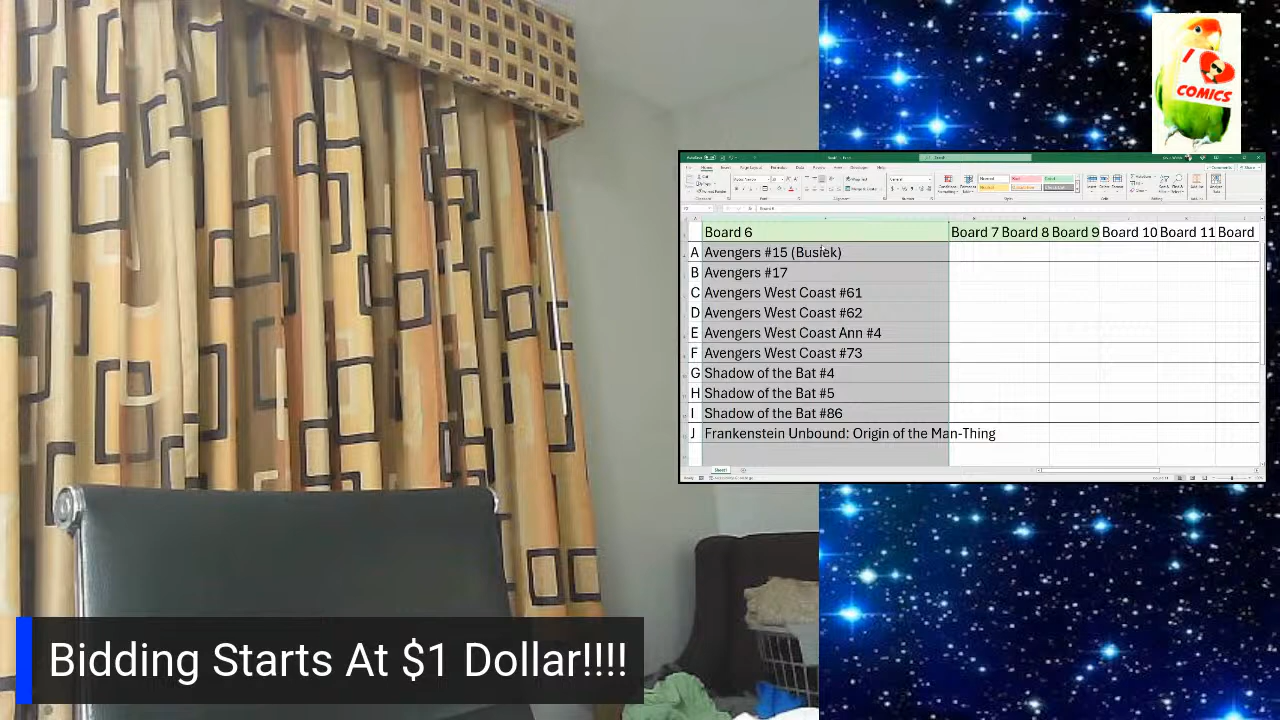 I
COMICS
Board 6 Board 7 Board 8 Board 9 Board 10 Board 11 Board
A Avengers #15 (Busiek)
B Avengers #17
C Avengers West Coast #61
D Avengers West Coast #62
E Avengers West Coast Ann #4
F Avengers West Coast #73
G Shadow of the Bat #4
H Shadow of the Bat #5
I Shadow of the Bat #86
J Frankenstein Unbound: Origin of the Man-Thing
Sheet1
Bidding Starts At $1 Dollar!!!!